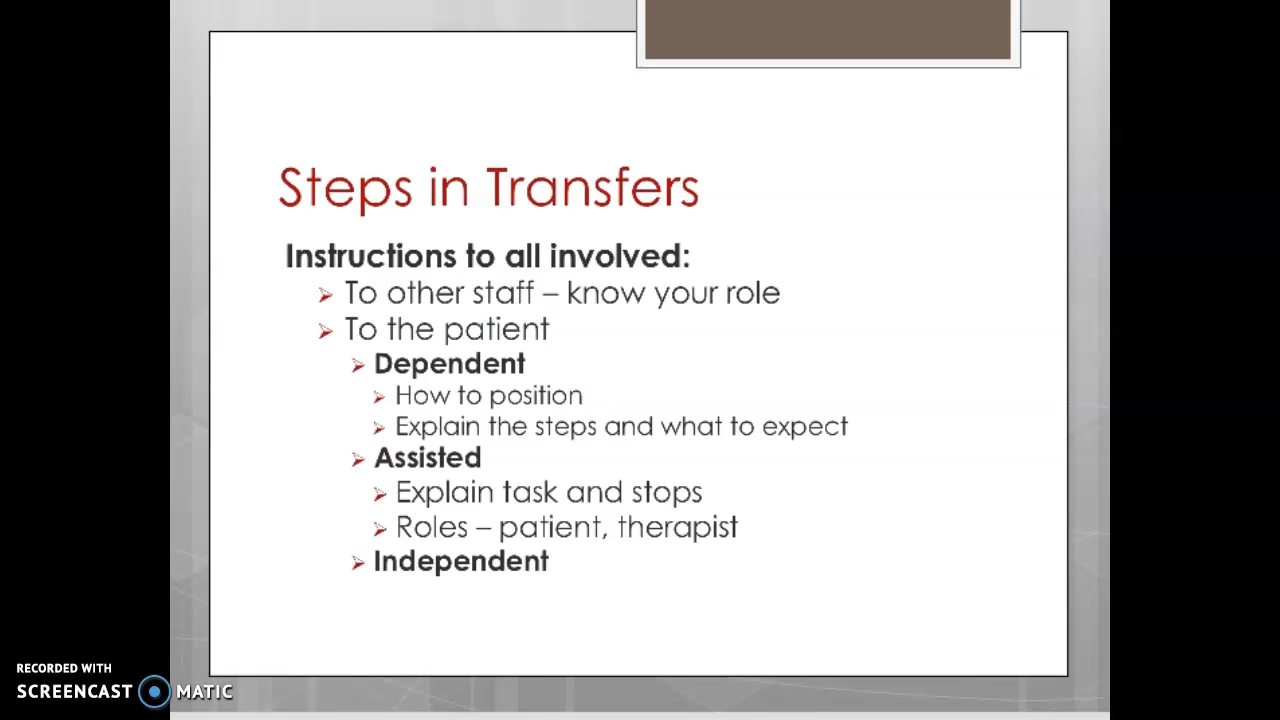 Steps in Transfers
Instructions to all involved:
To other staff – know your role
To the patient
Dependent
How to position
Explain the steps and what to expect
Assisted
Explain task and stops
Roles – patient, therapist
Independent
RECORDED WITH
SCREENCAST MATIC